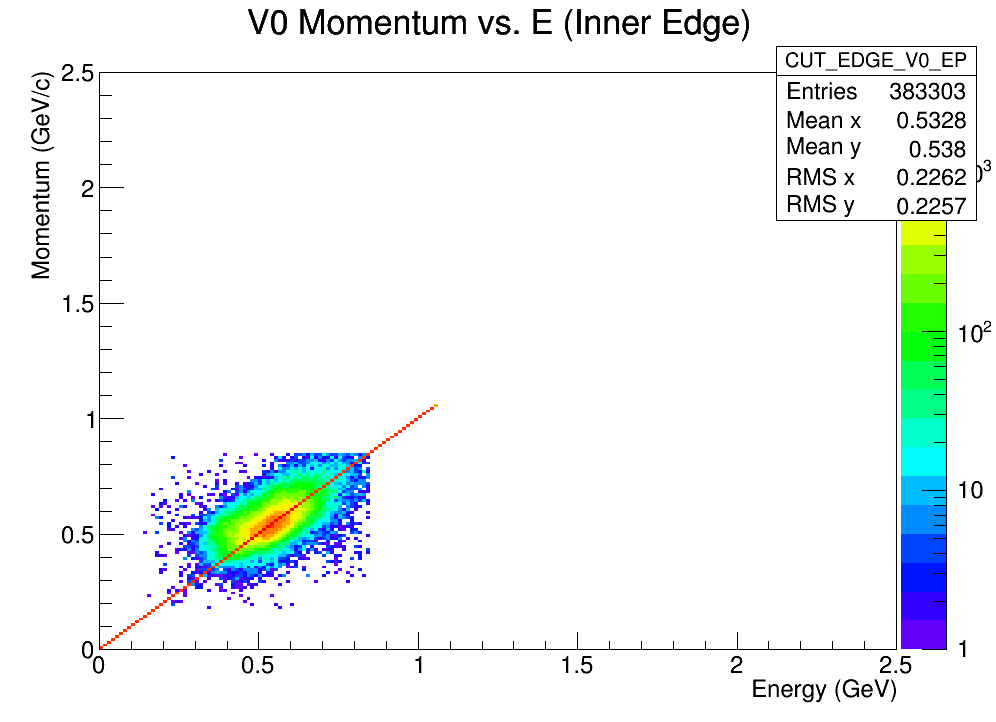 V0 Momentum vs. E (Inner Edge)
CUT_EDGE_V0_EP
Entries 383303
Mean x 0.5328
Mean y 0.538
RMS x 0.2262
RMS y 0.2257
Momentum (GeV/c)
2.5
2
1.5
1
0.5
0
0 0.5 1 1.5 2 2.5
Energy (GeV)
10²
10
1